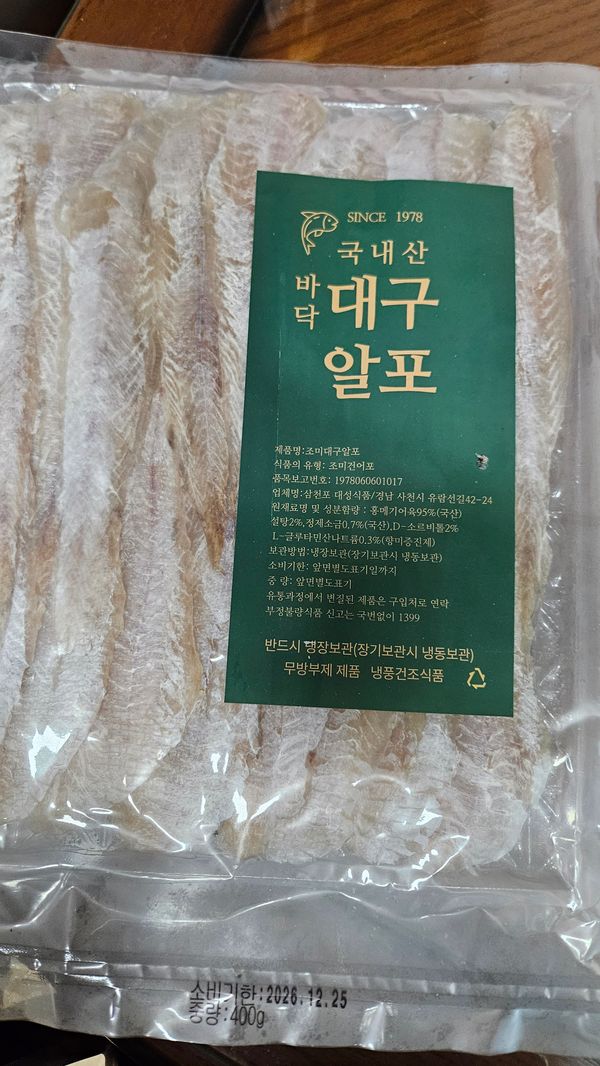 SINCE 1978
국내산
바닥 대구
알포
제품명:조미대구알포
식품의 유형: 조미건어포
품목보고번호: 1978060601017
업체명:삼천포 대성식품/경남 사천시 유람선길42-24
원재료명 및 성분함량 : 홍메기어육95%(국산)
설탕2%,정제소금0.7%(국산),D-소르비톨2%
L-글루타민산나트륨0.3%(향미증진제)
보관방법:냉장보관(장기보관시 냉동보관)
소비기한: 앞면별도표기일까지
중 량: 앞면별도표기
유통과정에서 변질된 제품은 구입처로 연락
부정불량식품 신고는 국번없이 1399
반드시 냉장보관(장기보관시 냉동보관)
무방부제 제품 냉풍건조식품
소비기한:2026.12.25
중량:400g